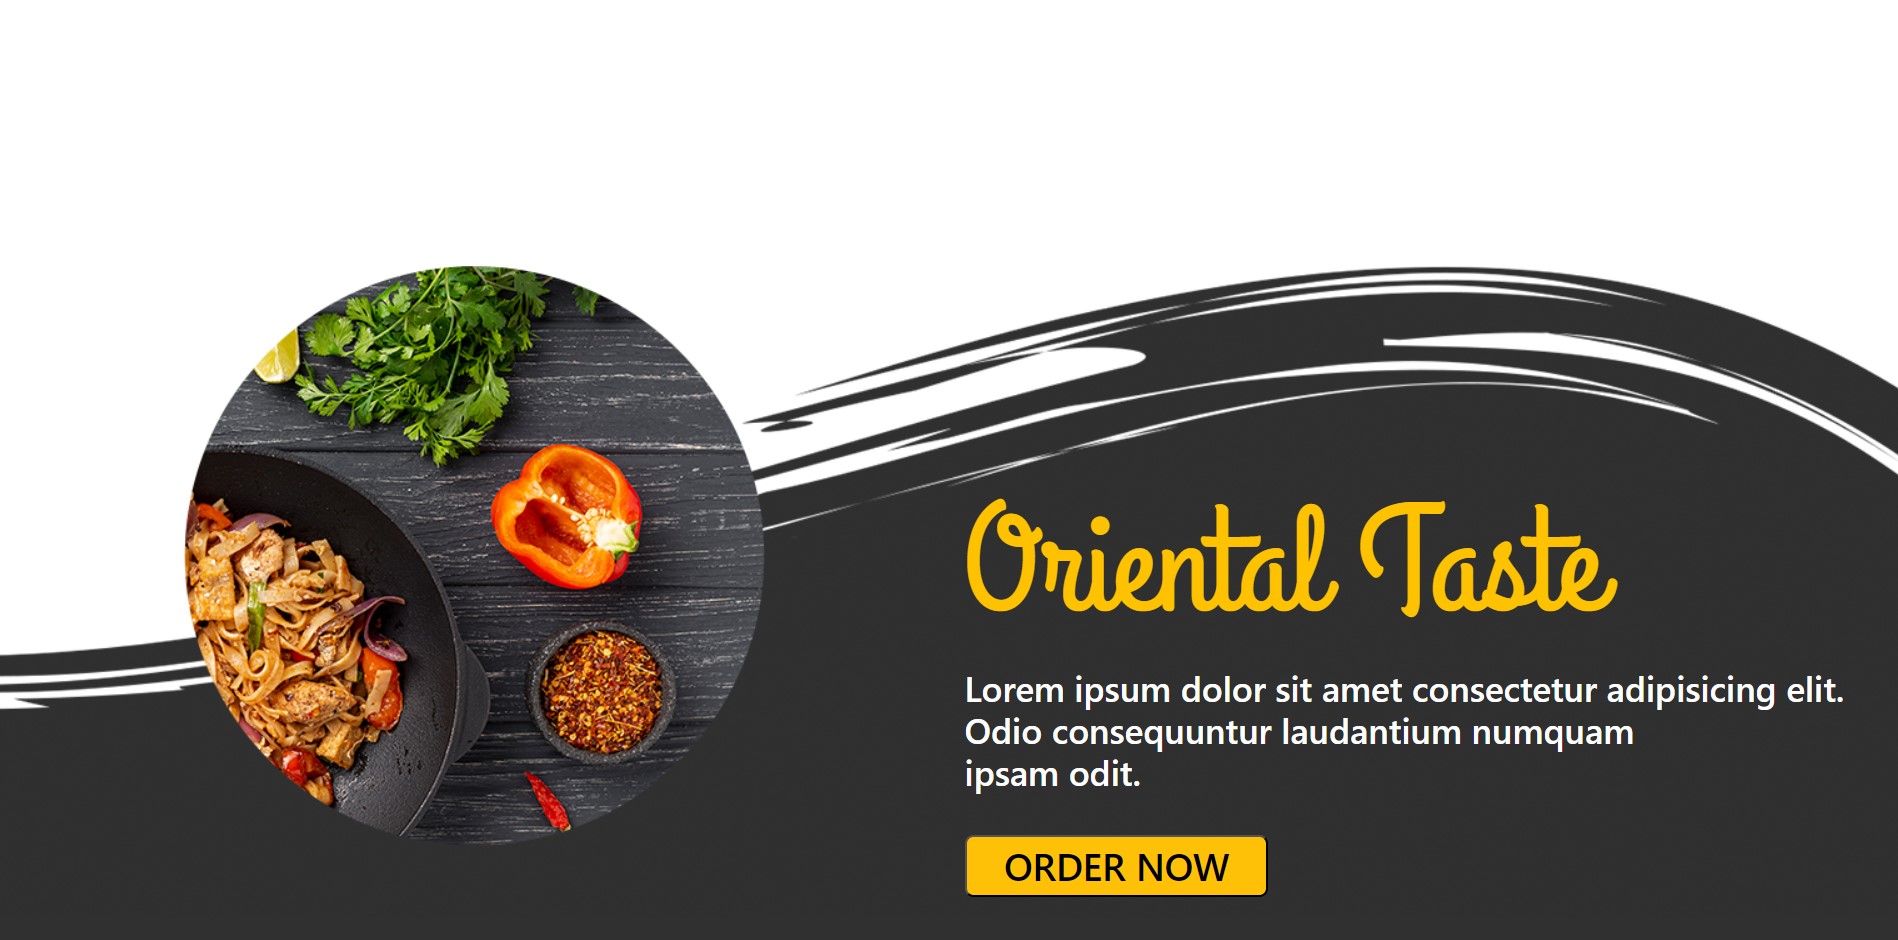 Oriental Taste
Lorem ipsum dolor sit amet consectetur adipisicing elit.
Odio consequuntur laudantium numquam
ipsam odit.
ORDER NOW